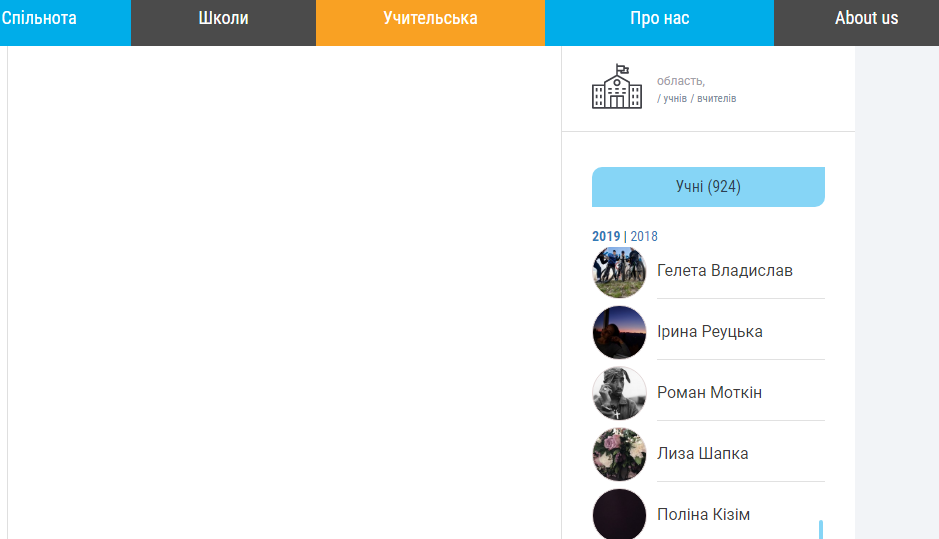 Спільнота Школи Учительська Про нас About us
область,
/ учнів / вчителів
Учні (924)
2019 | 2018
Гелета Владислав
Ірина Реуцька
Роман Моткін
Лиза Шапка
Поліна Кізім